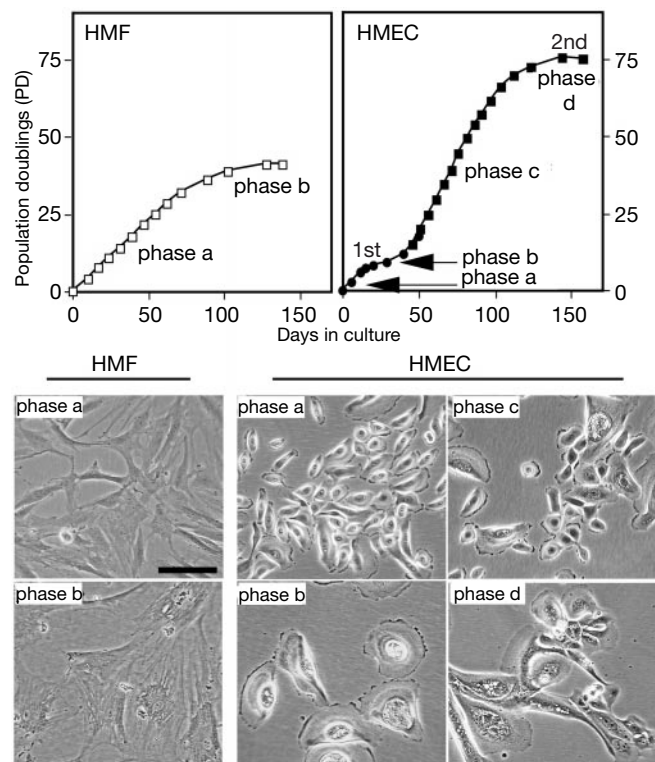 HMF
HMEC
Population doublings (PD)
75
50
25
0
phase a
phase b
0
50
100
150
1st
2nd
phase
d
phase c
phase b
phase a
75
50
25
0
0
50
100
150
Days in culture
HMF
HMEC
phase a
phase a
phase c
phase b
phase b
phase d